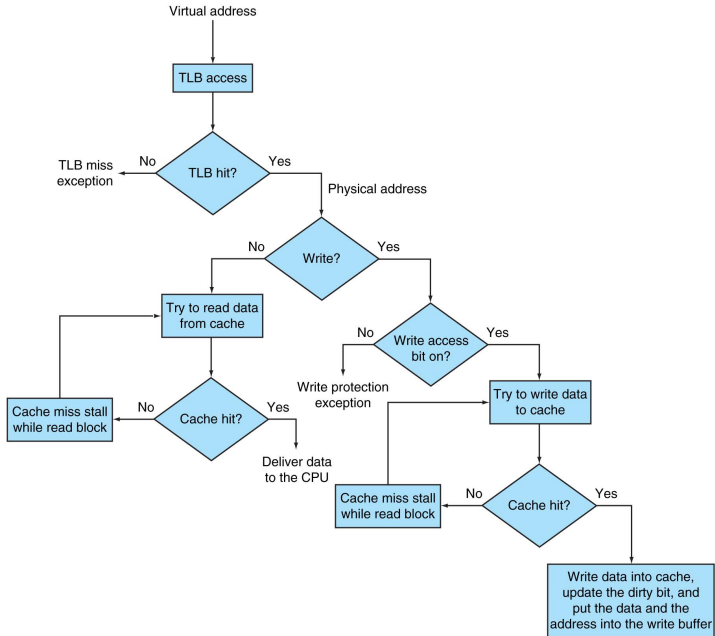 Virtual address
TLB access
No
Yes
TLB miss
exception
TLB hit?
Physical address
No
Yes
Write?
Try to read data
from cache
No
Yes
Write access
bit on?
Write protection
exception
Try to write data
to cache
Cache miss stall
while read block
No
Yes
Cache hit?
Deliver data
to the CPU
Cache miss stall
while read block
No
Yes
Cache hit?
Write data into cache,
update the dirty bit, and
put the data and the
address into the write buffer